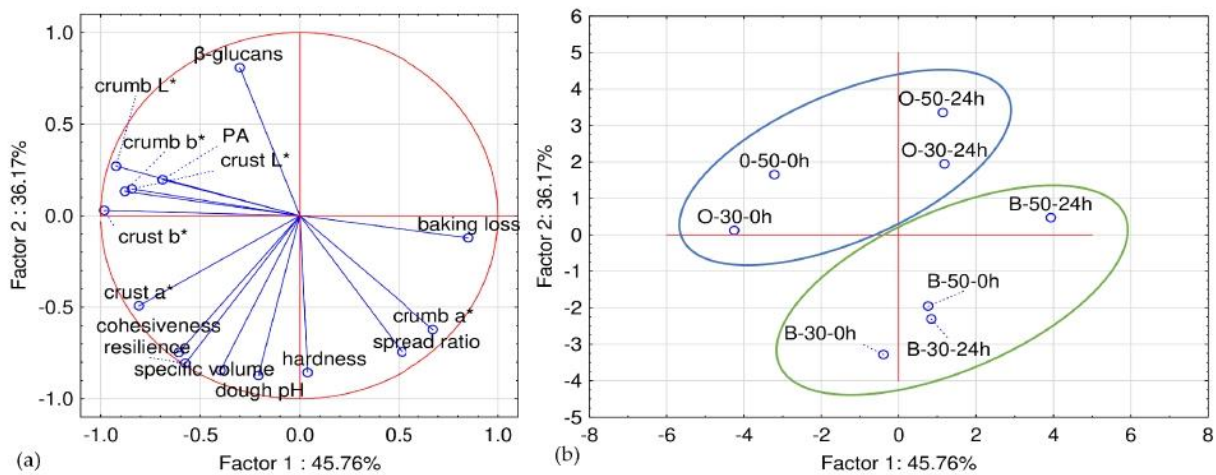 1.0
0.5
0.0
-0.5
-1.0
Factor 2 : 36.17%
β-glucans
crumb L*
crumb b*
PA
crust L*
crust b*
baking loss
crust a*
cohesiveness
resilience
specific volume
dough pH
hardness
crumb a*
spread ratio
-1.0 -0.5 0.0 0.5 1.0
Factor 1 : 45.76%
(a)
6
5
4
3
2
1
0
-1
-2
-3
-4
-5
Factor 2: 36.17%
O-50-24h
0-50-0h
O-30-24h
O-30-0h
B-50-24h
B-50-0h
B-30-0h
B-30-24h
-8 -6 -4 -2 0 2 4 6 8
Factor 1: 45.76%
(b)